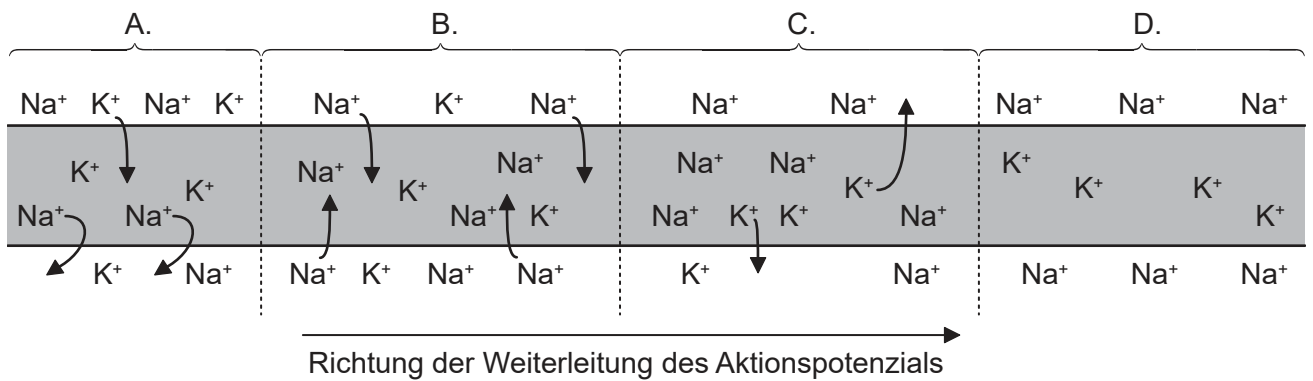 A. B. C. D.
Na⁺ K⁺ Na⁺ K⁺ Na⁺ K⁺ Na⁺ Na⁺ Na⁺ Na⁺ Na⁺ Na⁺
K⁺ K⁺ Na⁺ K⁺ Na⁺ Na⁺ Na⁺ K⁺ K⁺ K⁺ K⁺
Na⁺ Na⁺ Na⁺ K⁺ Na⁺ K⁺ K⁺ Na⁺ K⁺
K⁺ Na⁺ Na⁺ K⁺ Na⁺ Na⁺ K⁺ Na⁺ Na⁺ Na⁺ Na⁺
Richtung der Weiterleitung des Aktionspotenzials